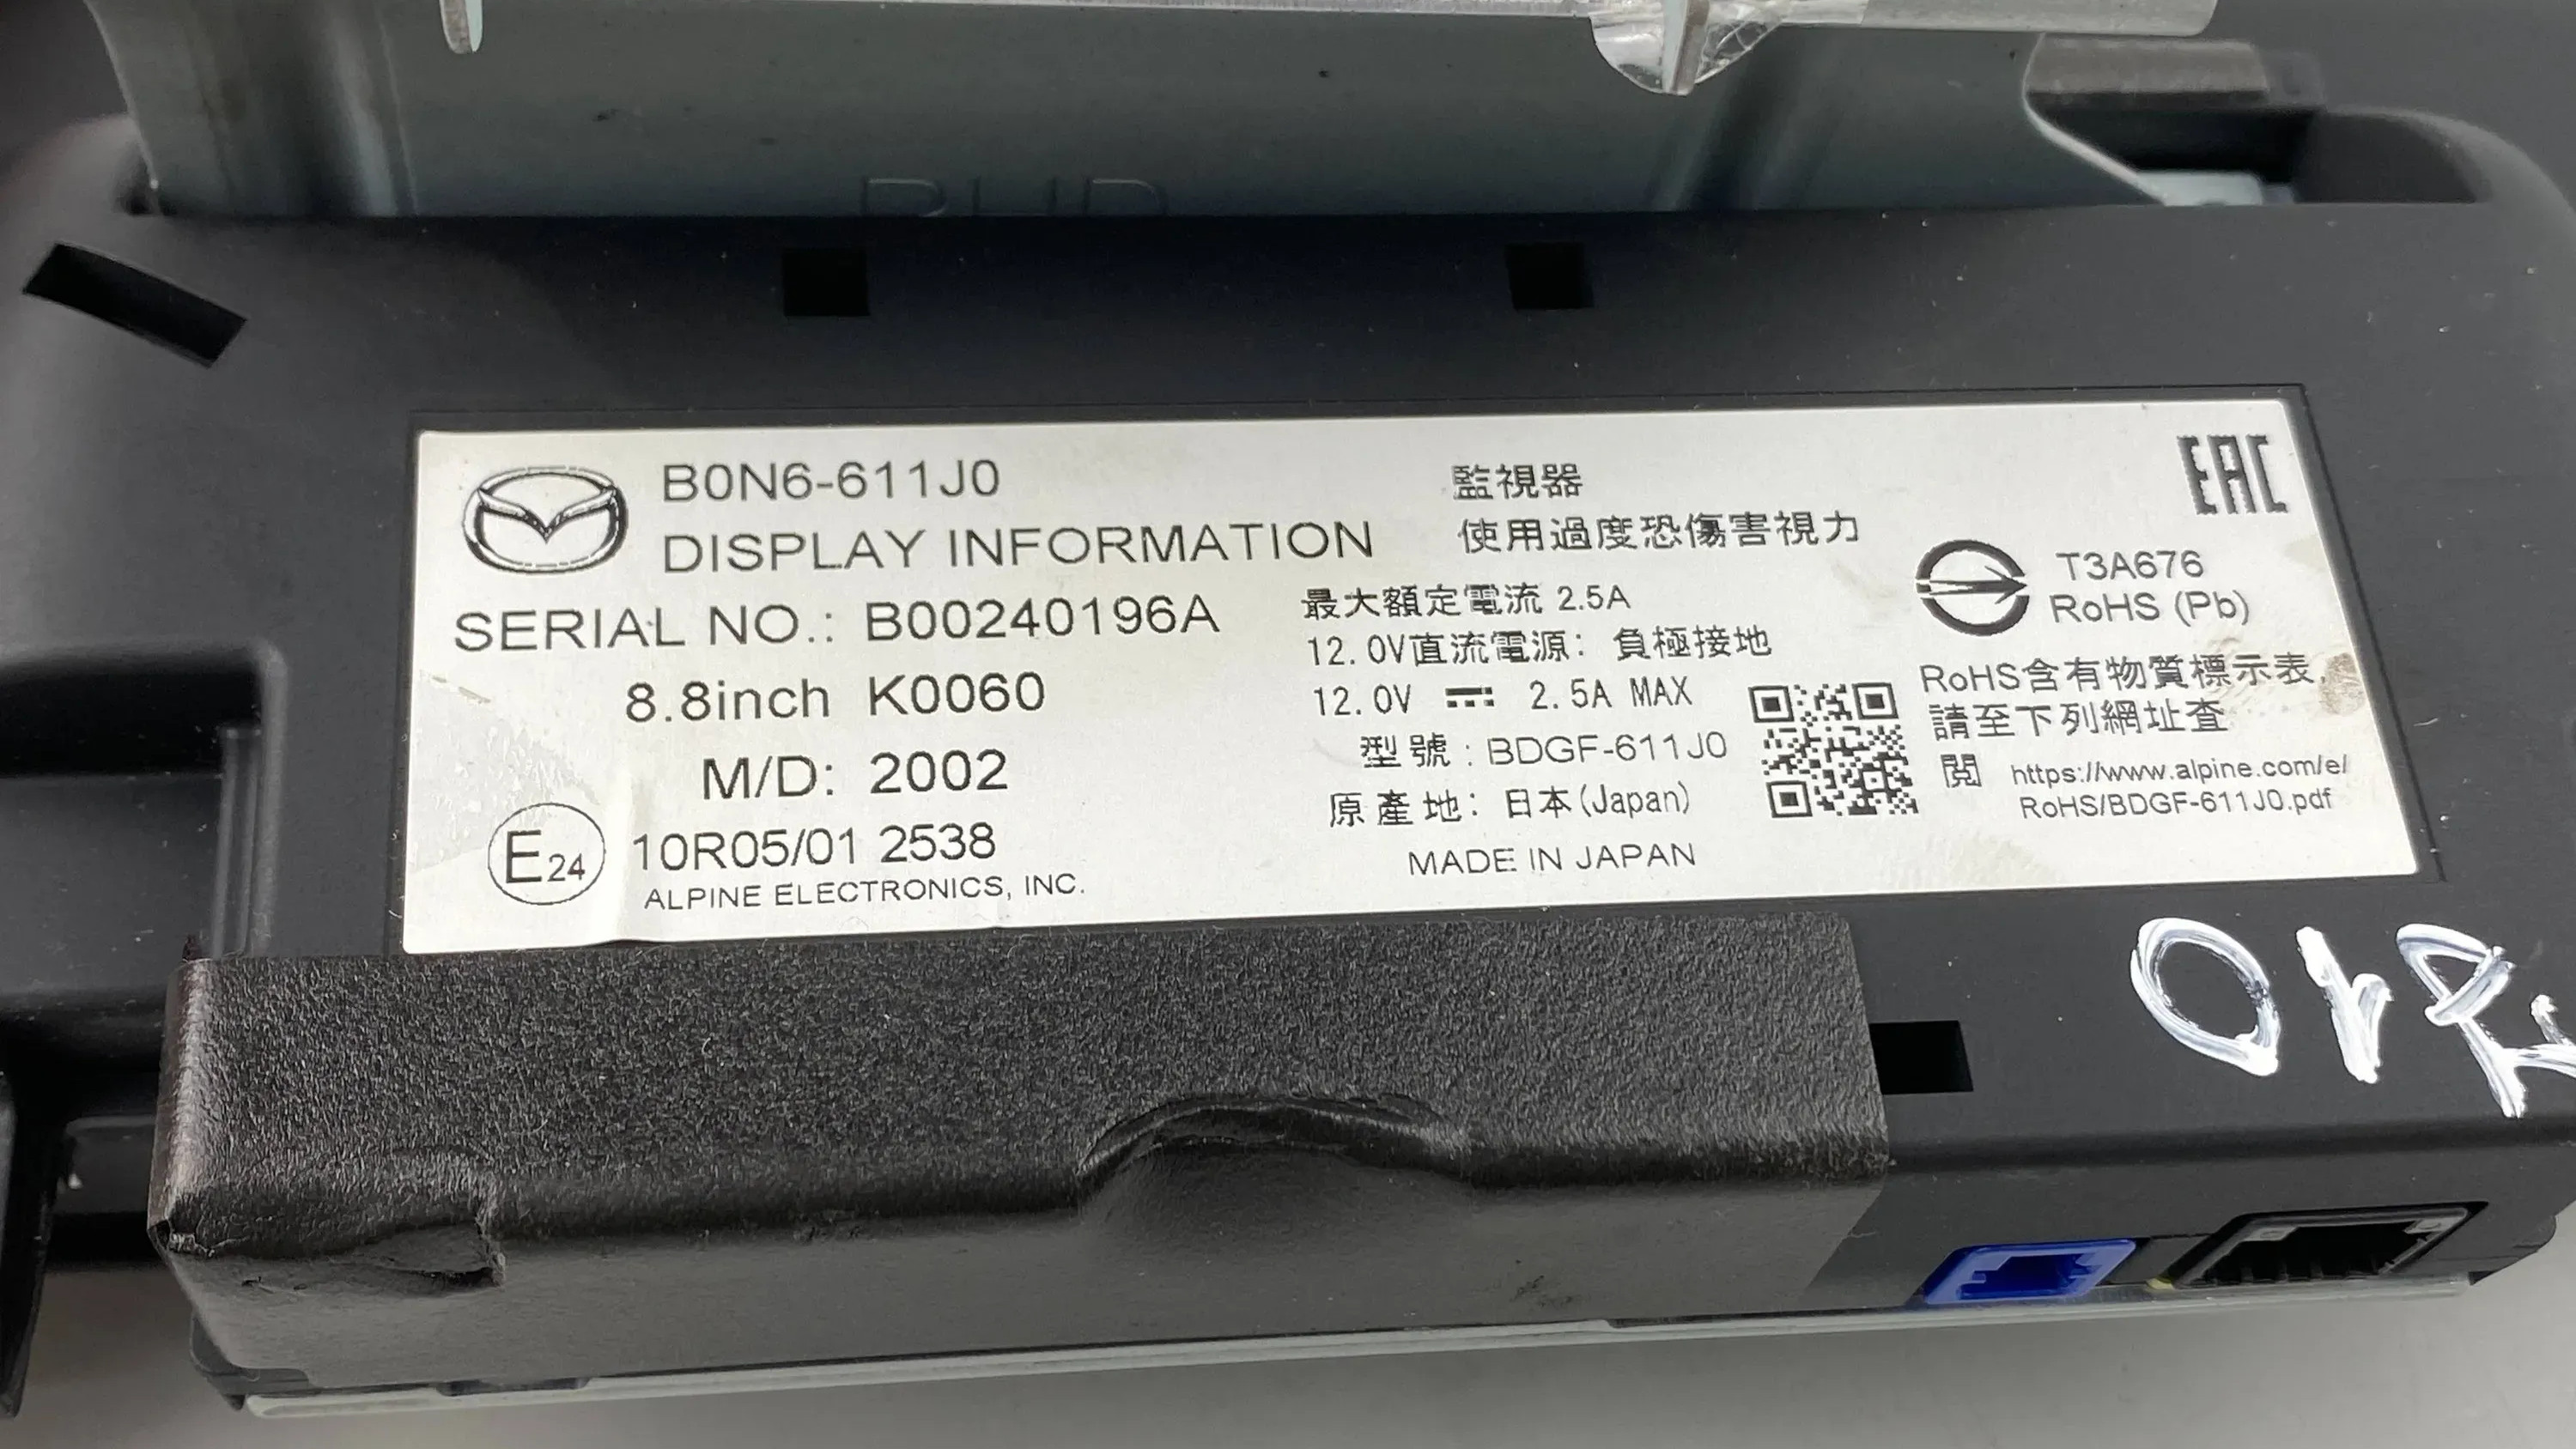 RHD
B0N6-611J0
DISPLAY INFORMATION
SERIAL NO.: B00240196A
8.8inch K0060
M/D: 2002
E24
10R05/01 2538
ALPINE ELECTRONICS, INC.
監視器
使用過度恐傷害視力
最大額定電流 2.5A
12.0V直流電源: 負極接地
12.0V ⎓ 2.5A MAX
型號: BDGF-611J0
原產地: 日本(Japan)
MADE IN JAPAN
EAC
T3A676
RoHS (Pb)
RoHS含有物質標示表,
請至下列網址查
閱 https://www.alpine.com/e/
RoHS/BDGF-611J0.pdf